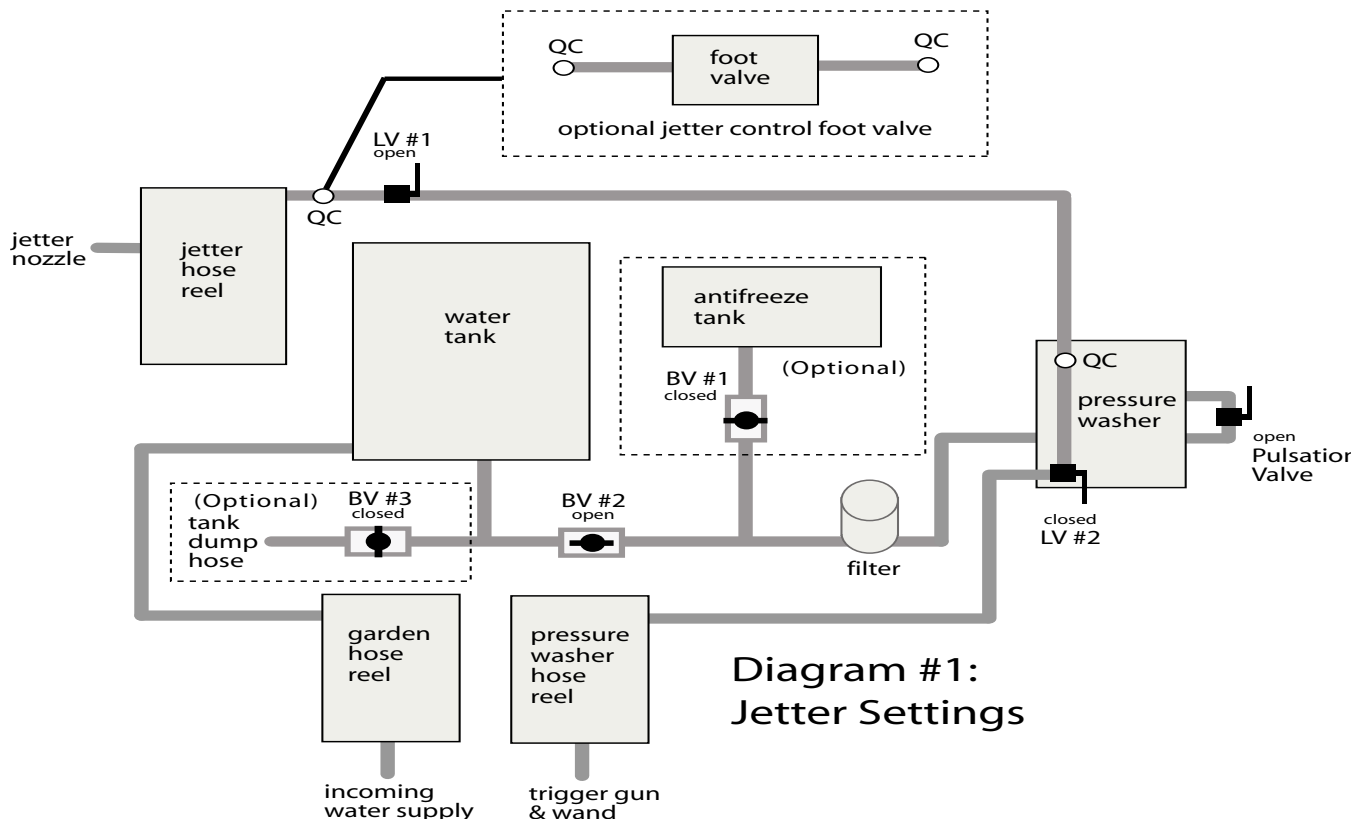 QC
foot
valve
QC
optional jetter control foot valve
LV #1
open
QC
jetter
nozzle
jetter
hose
reel
water
tank
antifreeze
tank
(Optional)
BV #1
closed
QC
pressure
washer
open
Pulsation
Valve
(Optional)
tank
dump
hose
BV #3
closed
BV #2
open
filter
closed
LV #2
garden
hose
reel
pressure
washer
hose
reel
Diagram #1:
Jetter Settings
incoming
water supply
trigger gun
& wand